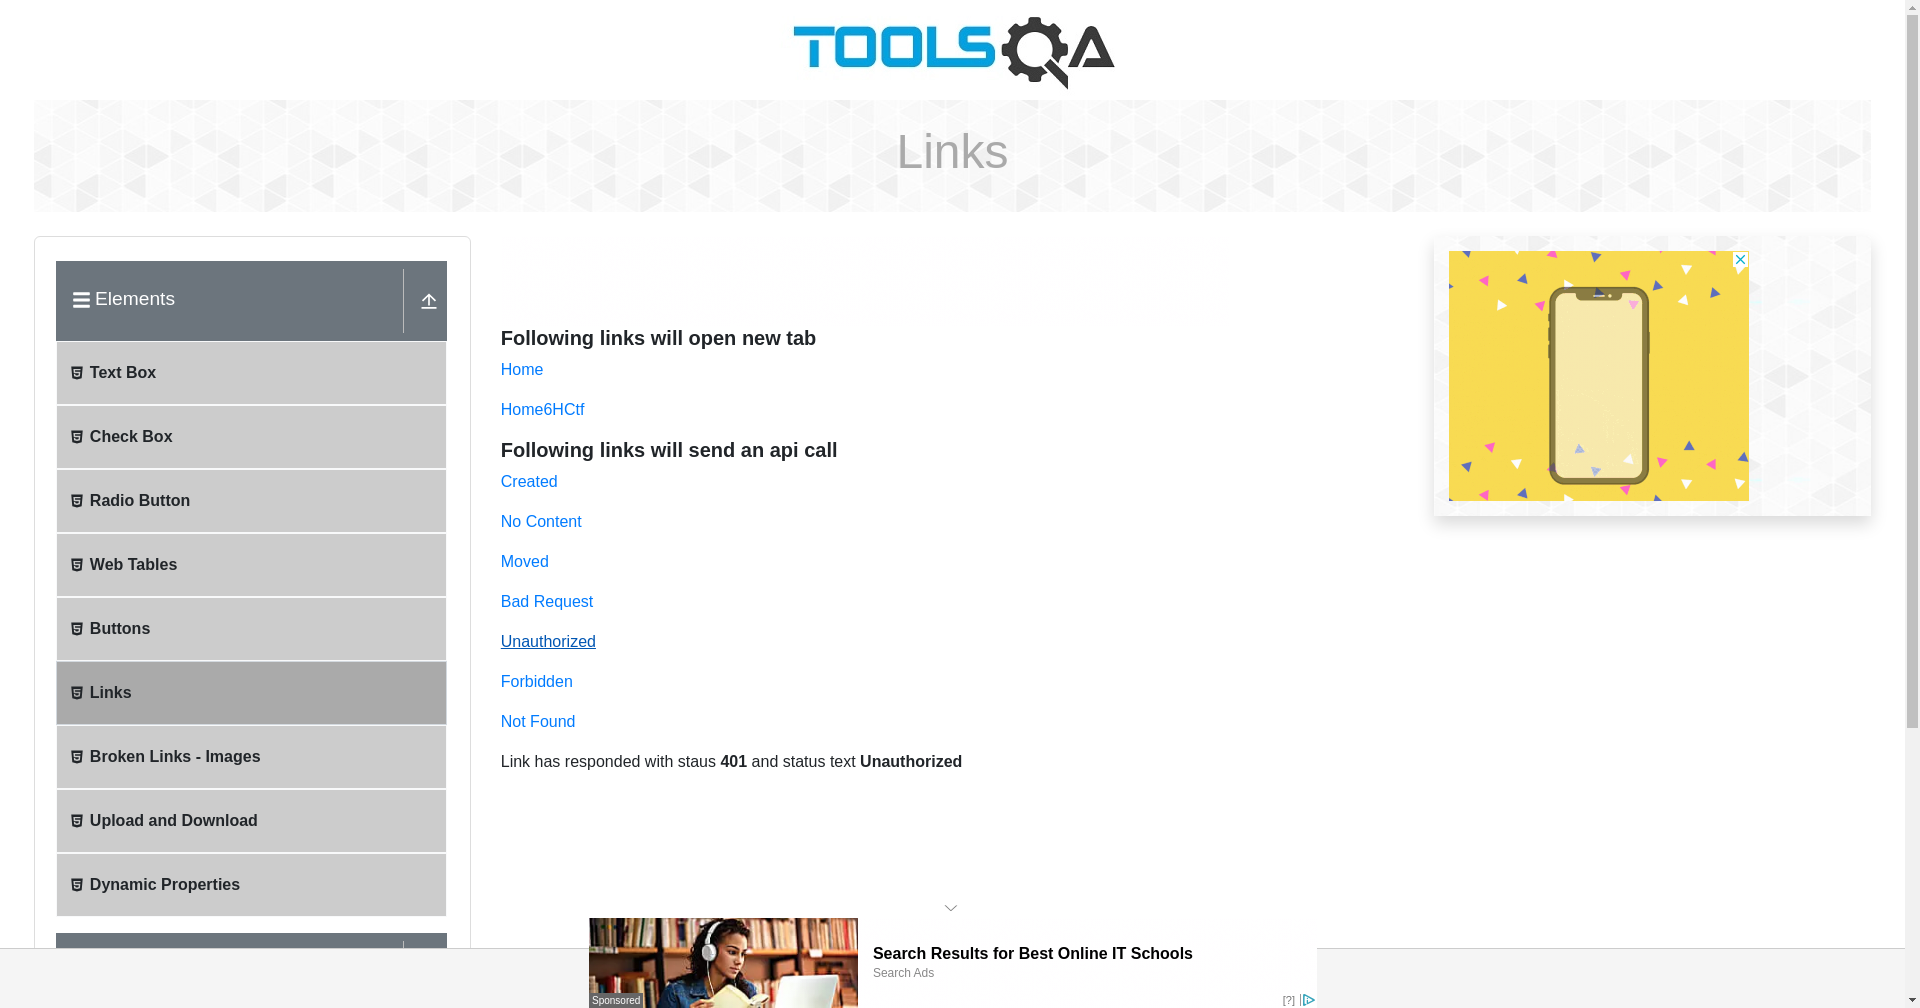 TOOLSQA
Links
Elements
Text Box
Check Box
Radio Button
Web Tables
Buttons
Links
Broken Links - Images
Upload and Download
Dynamic Properties
Following links will open new tab
Home
Home6HCtf
Following links will send an api call
Created
No Content
Moved
Bad Request
Unauthorized
Forbidden
Not Found
Link has responded with staus 401 and status text Unauthorized
Search Results for Best Online IT Schools
Search Ads
Sponsored
[?]